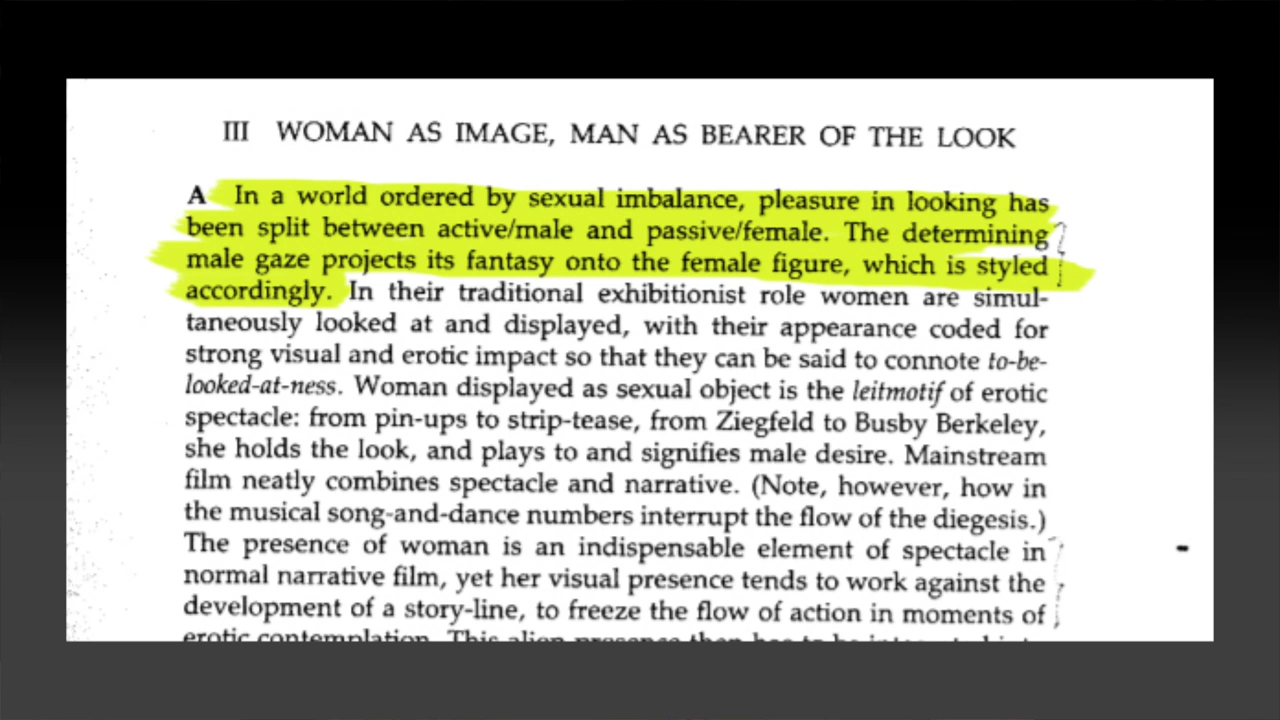 III WOMAN AS IMAGE, MAN AS BEARER OF THE LOOK
A In a world ordered by sexual imbalance, pleasure in looking has
been split between active/male and passive/female. The determining
male gaze projects its fantasy onto the female figure, which is styled
accordingly. In their traditional exhibitionist role women are simul-
taneously looked at and displayed, with their appearance coded for
strong visual and erotic impact so that they can be said to connote to-be-
looked-at-ness. Woman displayed as sexual object is the leitmotif of erotic
spectacle: from pin-ups to strip-tease, from Ziegfeld to Busby Berkeley,
she holds the look, and plays to and signifies male desire. Mainstream
film neatly combines spectacle and narrative. (Note, however, how in
the musical song-and-dance numbers interrupt the flow of the diegesis.)
The presence of woman is an indispensable element of spectacle in
normal narrative film, yet her visual presence tends to work against the
development of a story-line, to freeze the flow of action in moments of
erotic contemplation. This alien presence then has to be